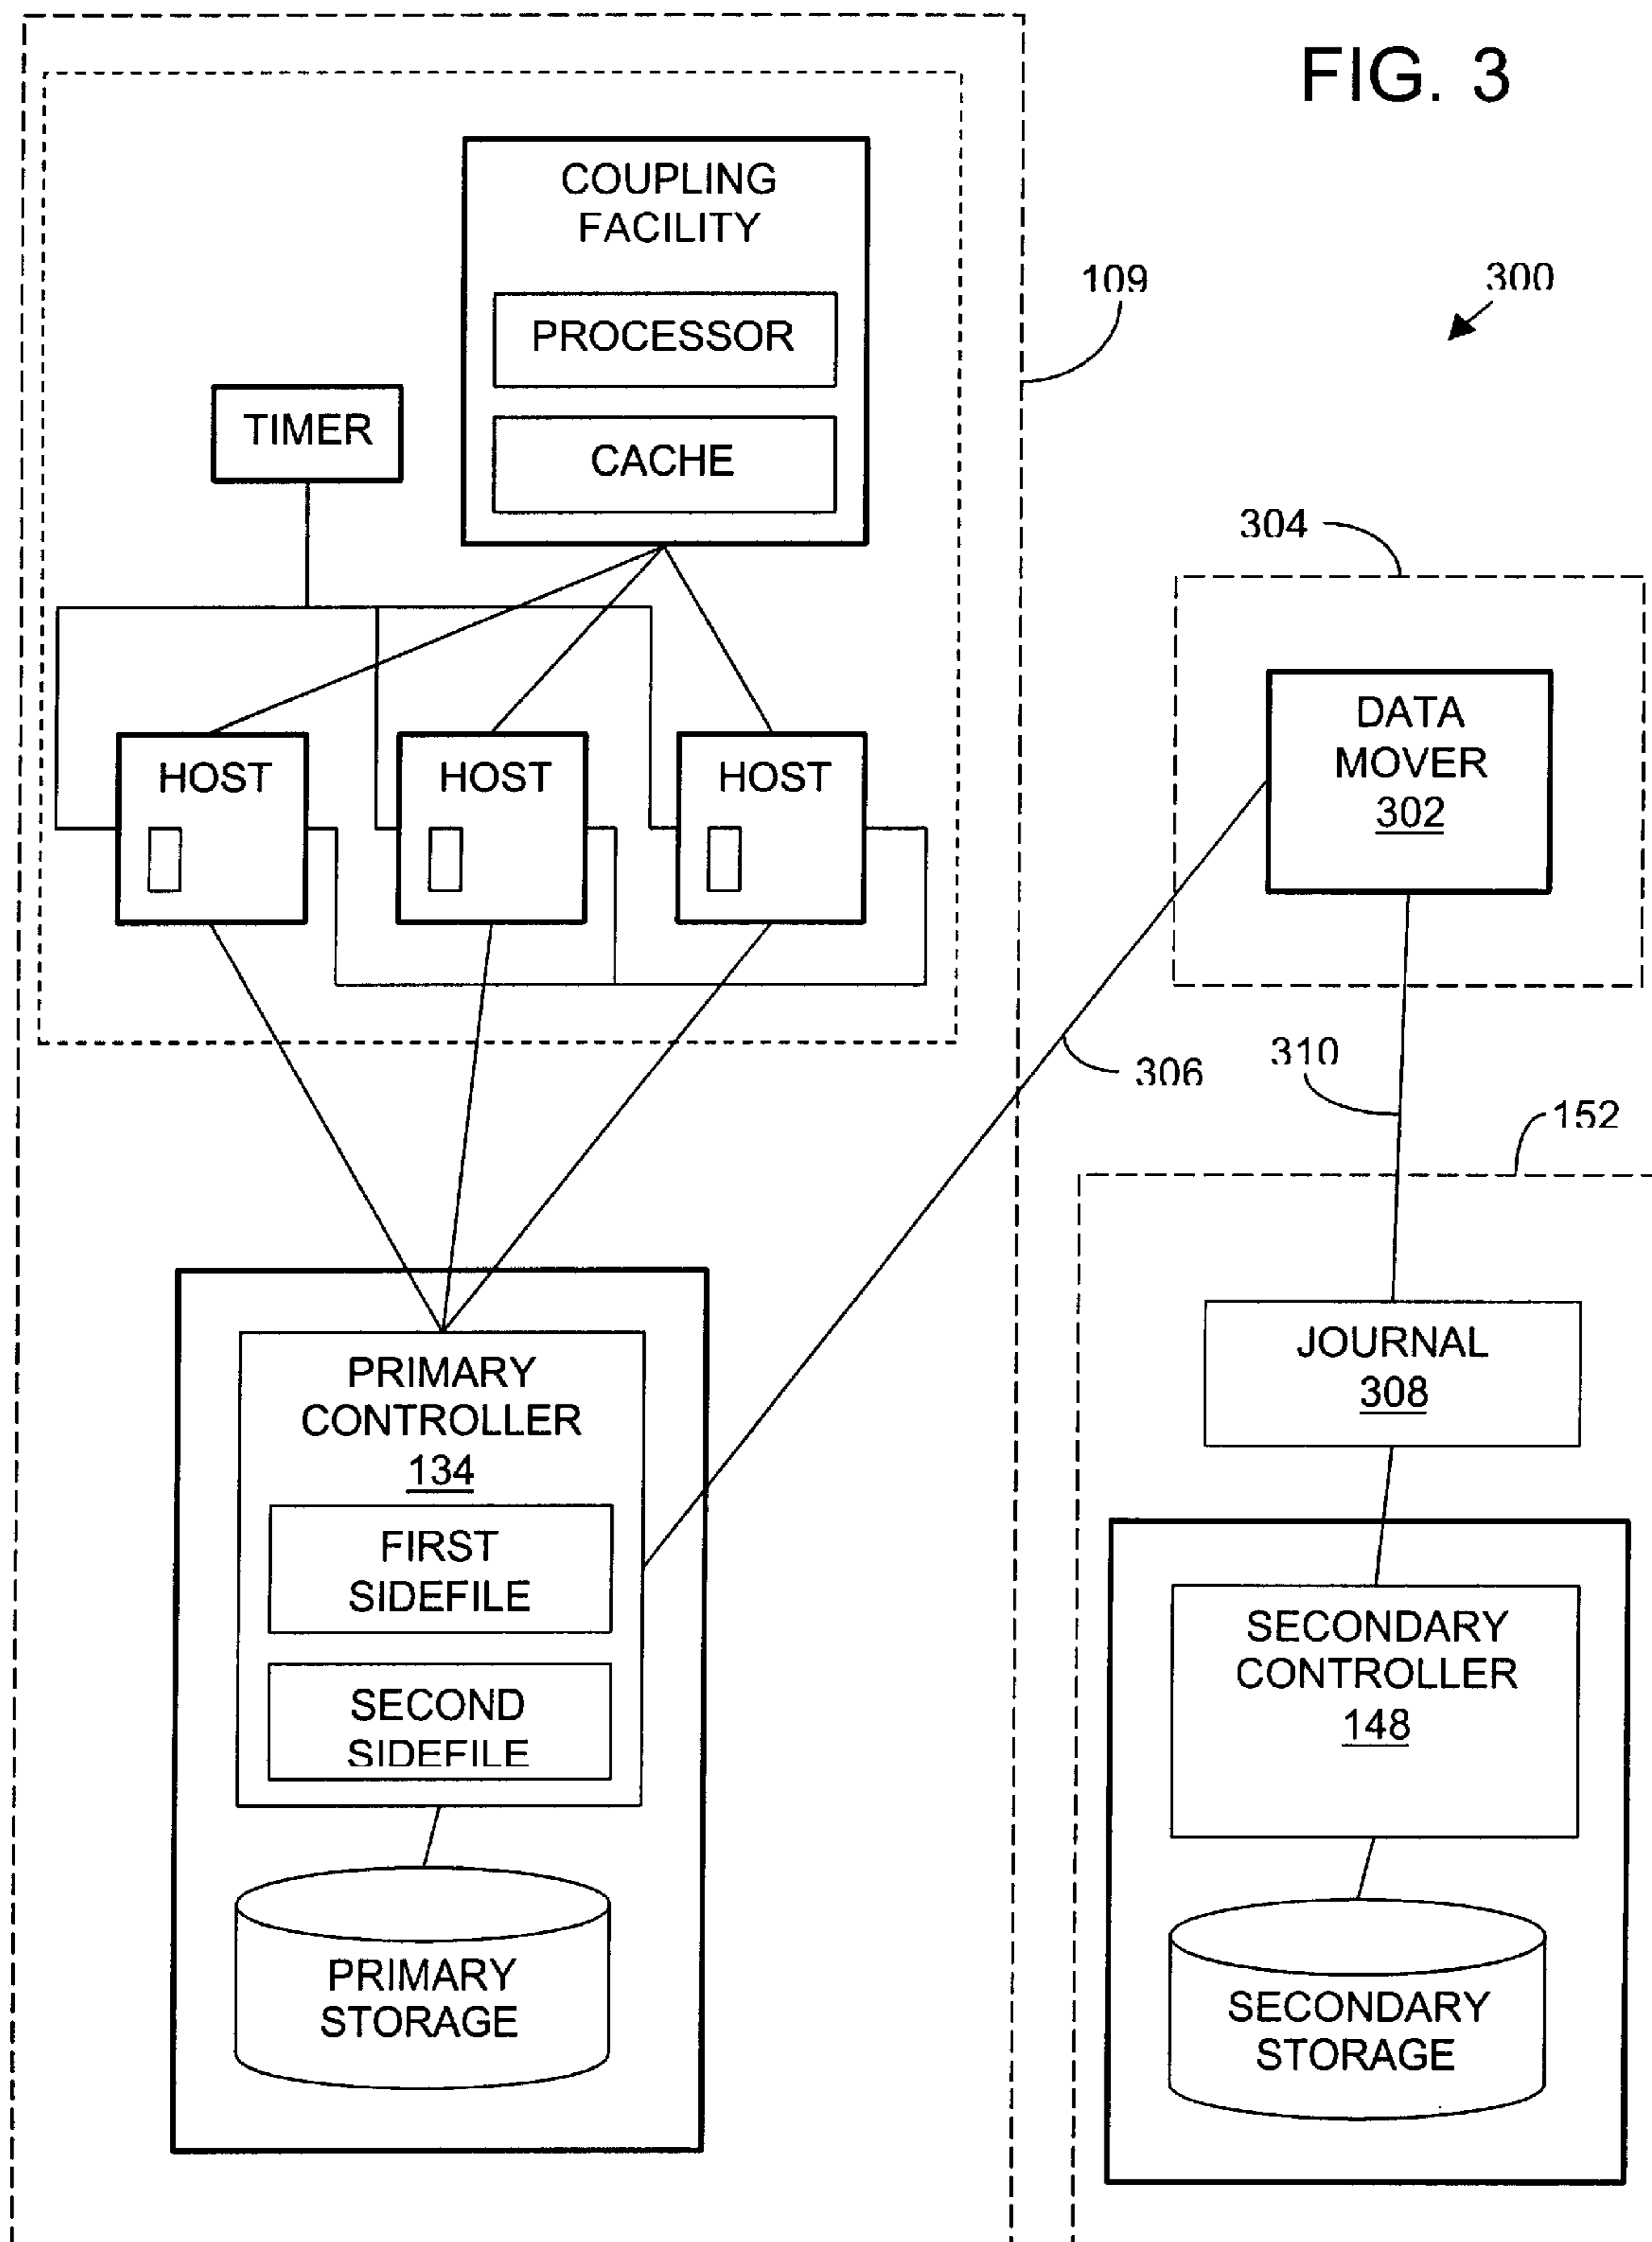 FIG. 3
COUPLING
FACILITY
PROCESSOR
CACHE
TIMER
109
300
304
HOST
HOST
HOST
DATA
MOVER
302
306
310
152
PRIMARY
CONTROLLER
134
FIRST
SIDEFILE
SECOND
SIDEFILE
PRIMARY
STORAGE
JOURNAL
308
SECONDARY
CONTROLLER
148
SECONDARY
STORAGE